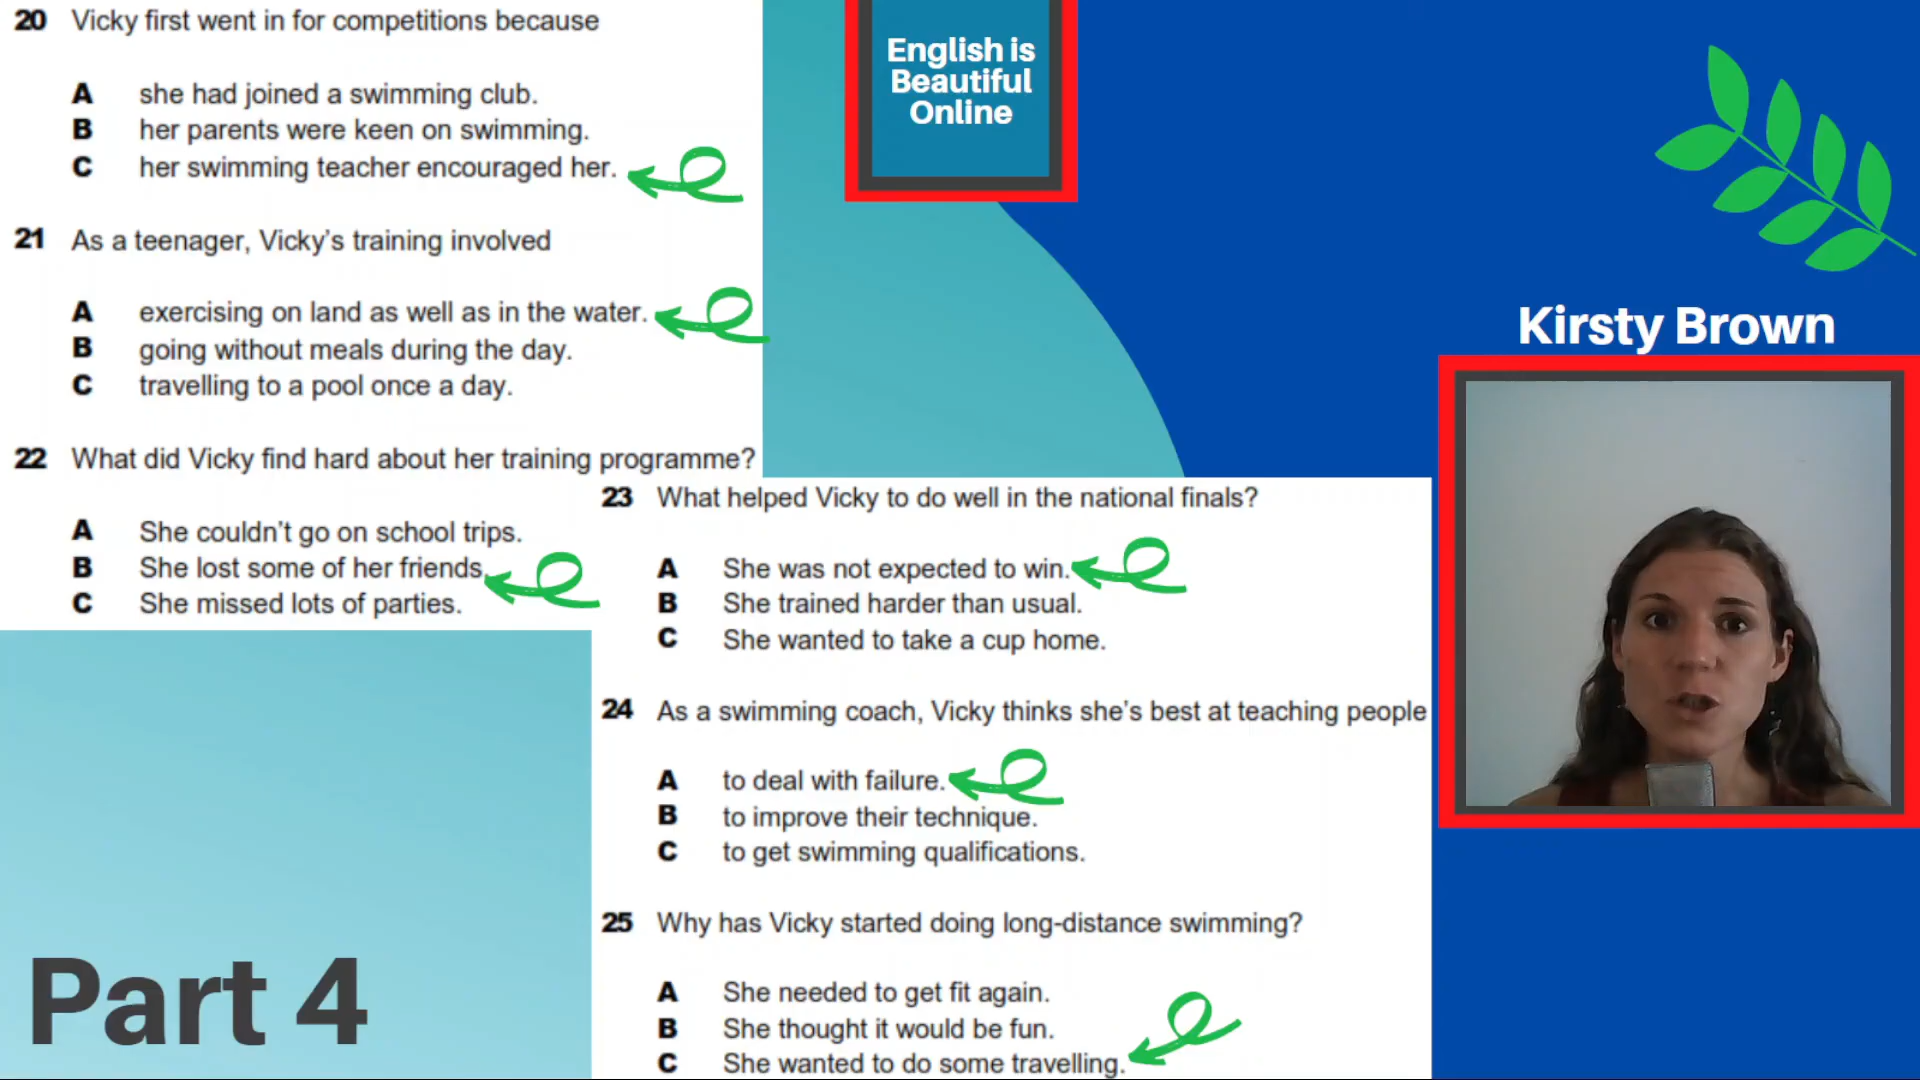 20 Vicky first went in for competitions because
A she had joined a swimming club.
B her parents were keen on swimming.
C her swimming teacher encouraged her.
21 As a teenager, Vicky's training involved
A exercising on land as well as in the water.
B going without meals during the day.
C travelling to a pool once a day.
22 What did Vicky find hard about her training programme?
A She couldn't go on school trips.
B She lost some of her friends.
C She missed lots of parties.
23 What helped Vicky to do well in the national finals?
A She was not expected to win.
B She trained harder than usual.
C She wanted to take a cup home.
24 As a swimming coach, Vicky thinks she's best at teaching people
A to deal with failure.
B to improve their technique.
C to get swimming qualifications.
25 Why has Vicky started doing long-distance swimming?
A She needed to get fit again.
B She thought it would be fun.
C She wanted to do some travelling.
Part 4
English is
Beautiful
Online
Kirsty Brown